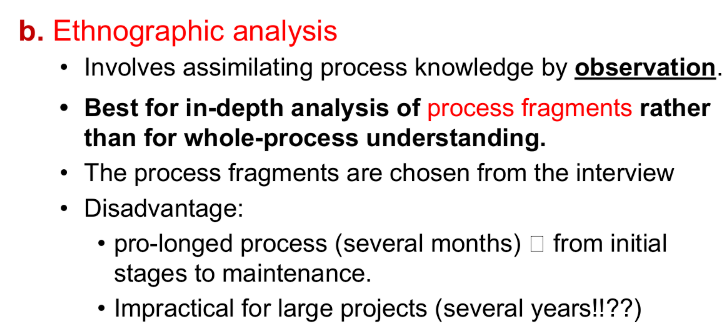 b. Ethnographic analysis
• Involves assimilating process knowledge by observation.
• Best for in-depth analysis of process fragments rather
than for whole-process understanding.
• The process fragments are chosen from the interview
• Disadvantage:
• pro-longed process (several months) □ from initial
stages to maintenance.
• Impractical for large projects (several years!!??)